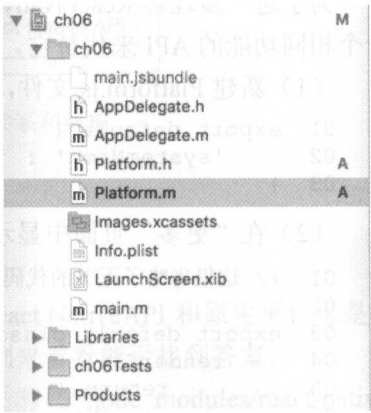 ch06 M
ch06
main.jsbundle
h AppDelegate.h
m AppDelegate.m
h Platform.h A
m Platform.m A
Images.xcassets
Info.plist
LaunchScreen.xib
m main.m
Libraries
ch06Tests
Products